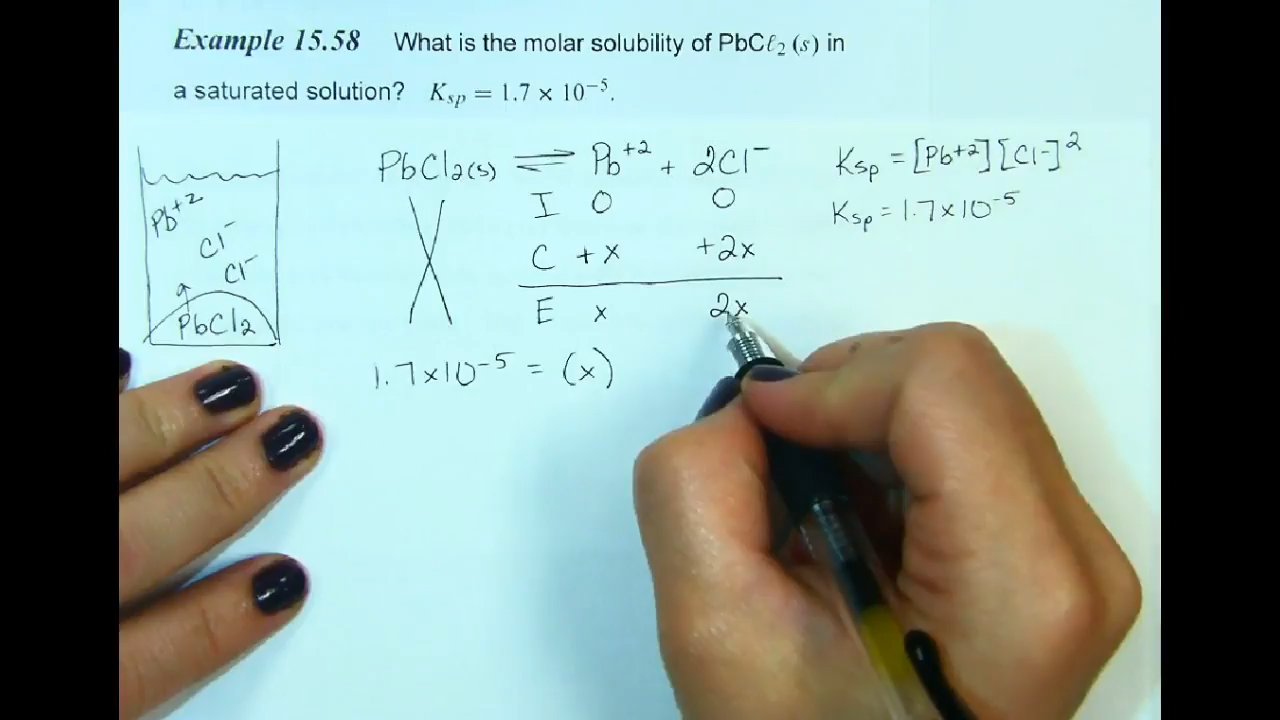 Example 15.58 What is the molar solubility of PbCℓ₂ (s) in
a saturated solution? Kₛₚ = 1.7 × 10⁻⁵.
PbCl₂(s) ⇌ Pb⁺² + 2Cl⁻
I 0 0
C +x +2x
E x 2x
1.7×10⁻⁵ = (x)
Ksp = [Pb⁺²][Cl⁻]²
Ksp = 1.7×10⁻⁵
Pb⁺²
Cl⁻
Cl⁻
PbCl₂